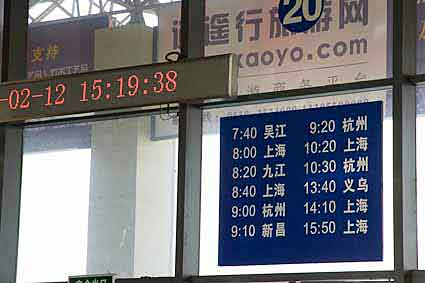 20
支持
逍遥行旅游网
xaoyo.com
-02-12 15:19:38
7:40 吴江 9:20 杭州
8:00 上海 10:20 上海
8:20 九江 10:30 杭州
8:40 上海 13:40 义乌
9:00 杭州 14:10 上海
9:10 新昌 15:50 上海